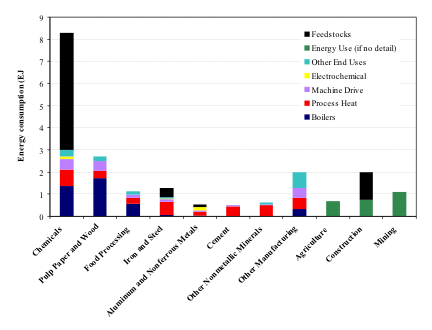 9
8
7
6
5
4
3
2
1
0
Energy consumption (EJ
Feedstocks
Energy Use (if no detail)
Other End Uses
Electrochemical
Machine Drive
Process Heat
Boilers
Chemicals
Pulp Paper and Wood
Food Processing
Iron and Steel
Aluminum and Nonferrous Metals
Cement
Other Nonmetallic Minerals
Other Manufacturing
Agriculture
Construction
Mining